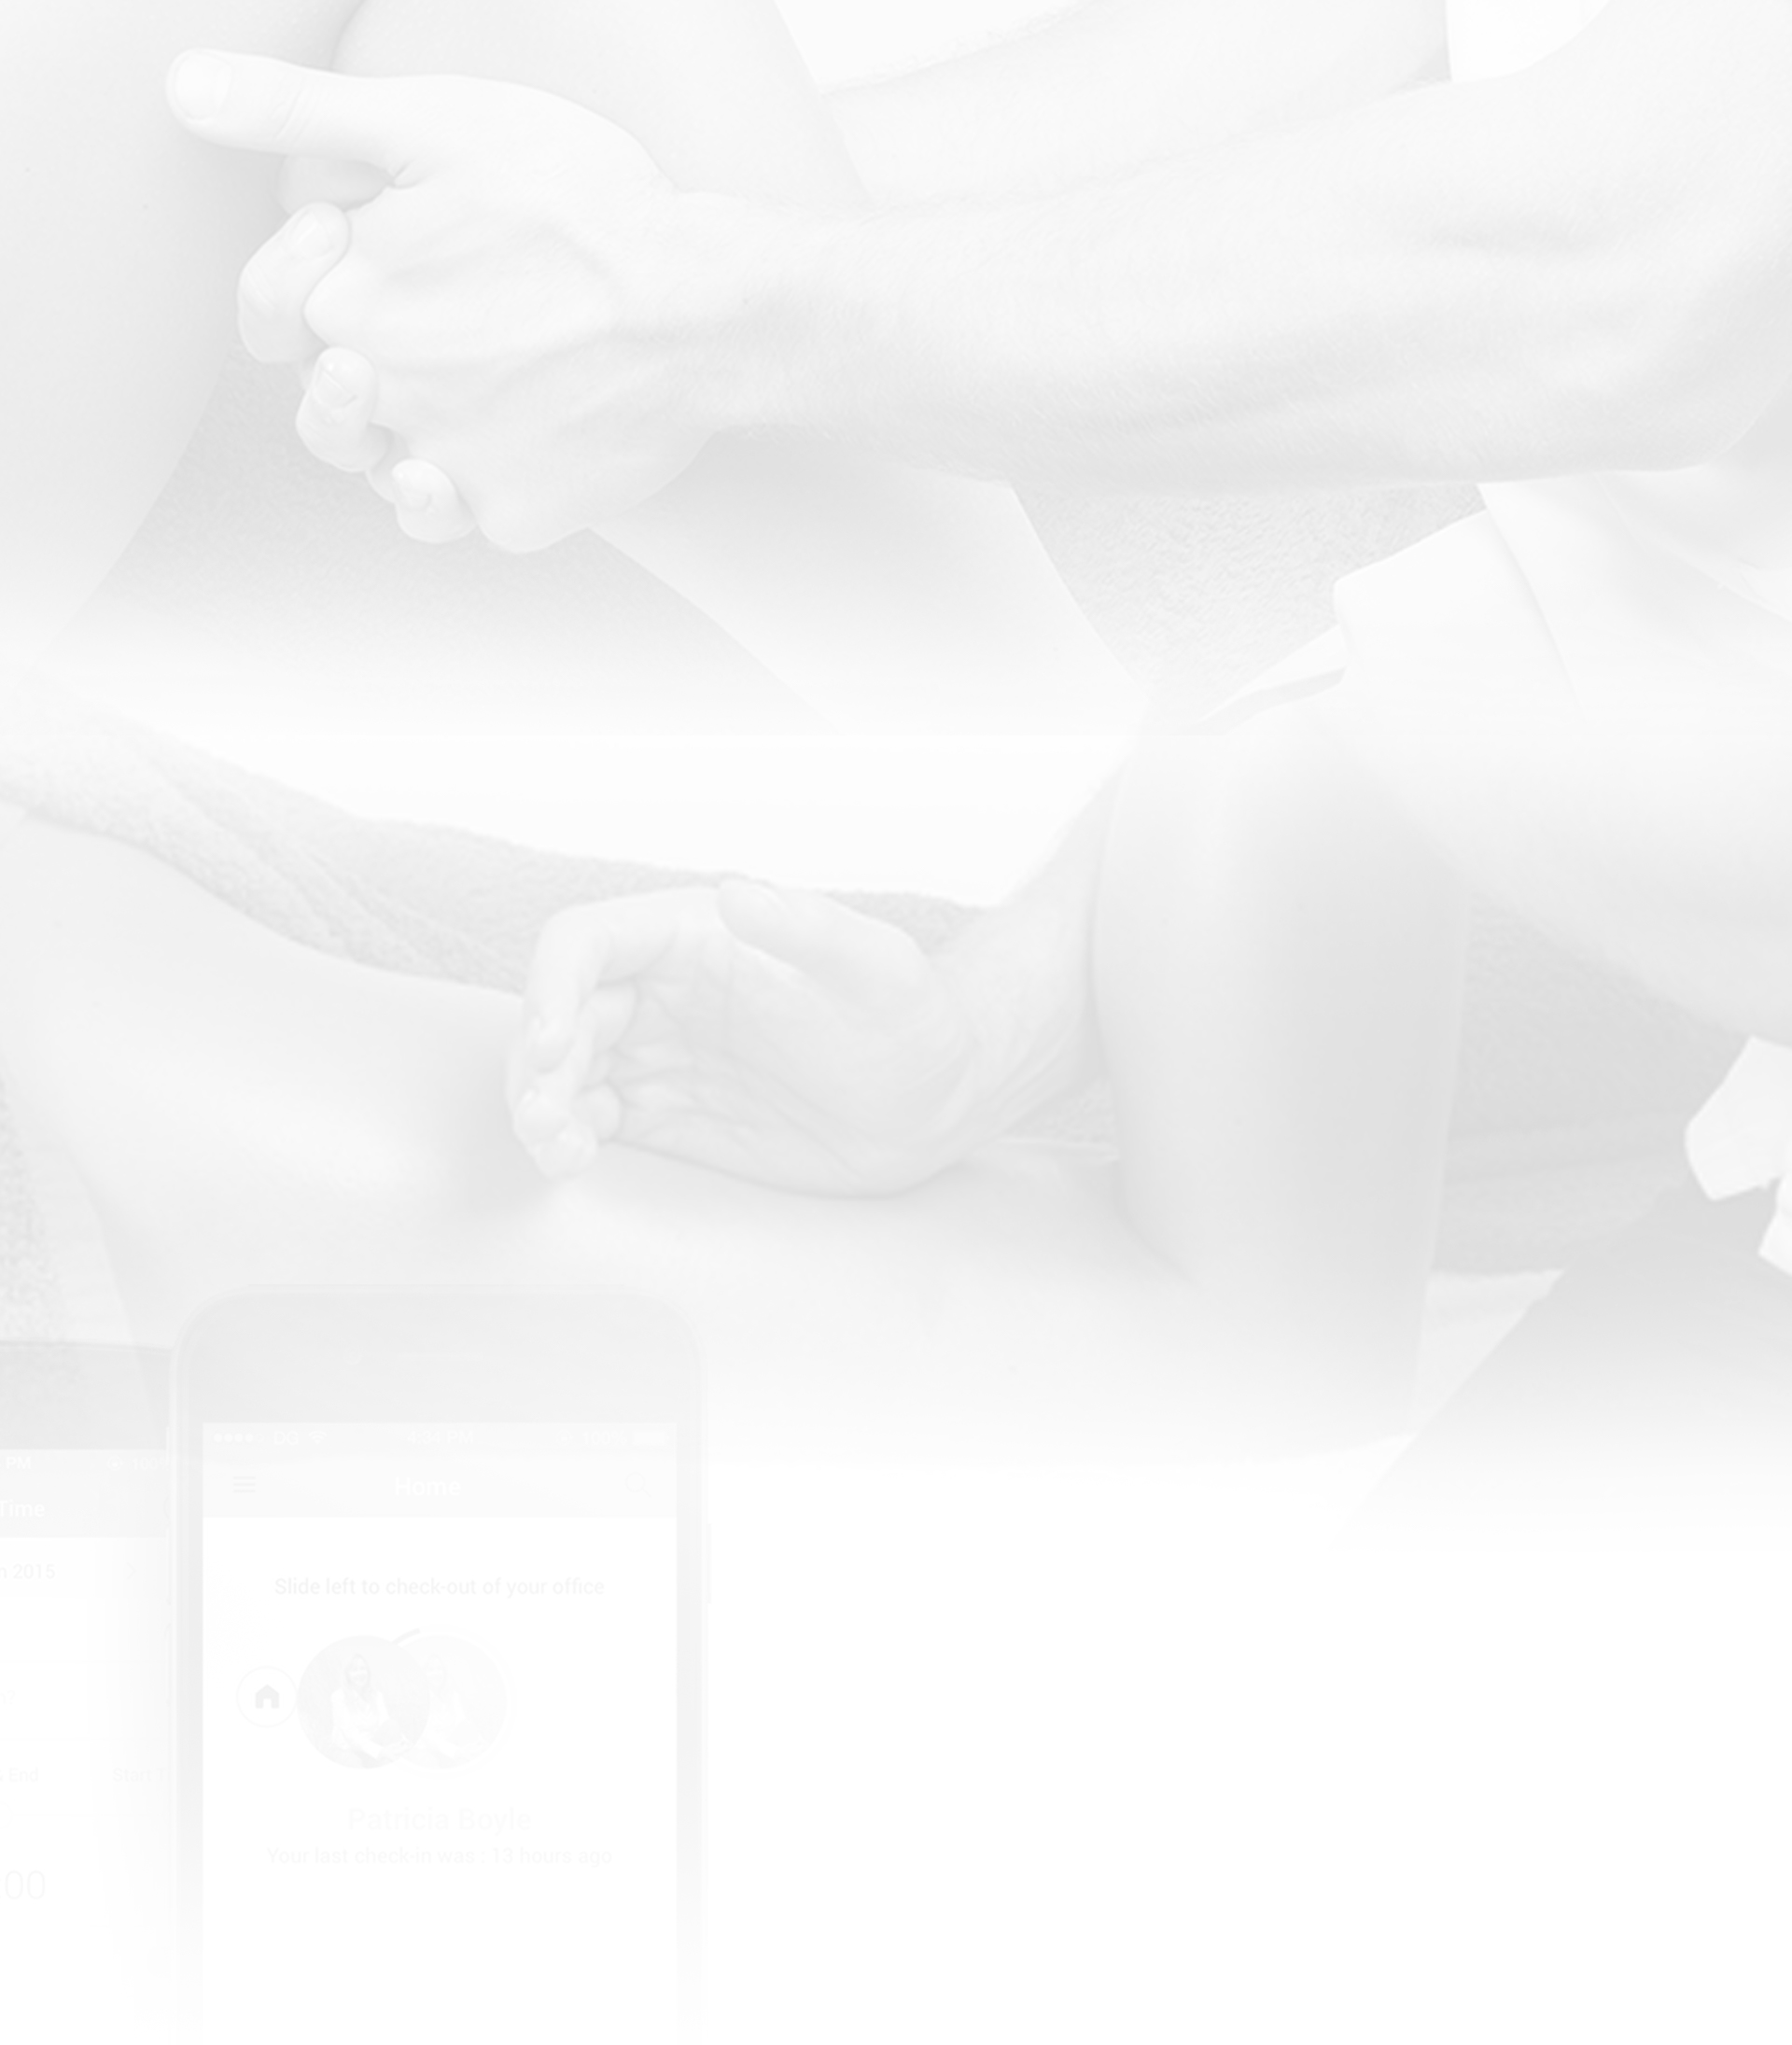 PM
Time
Home
2015
Slide left to check-out of your office
End
Start
Patricia Boyle
Your last check-in was : 13 hours ago
00